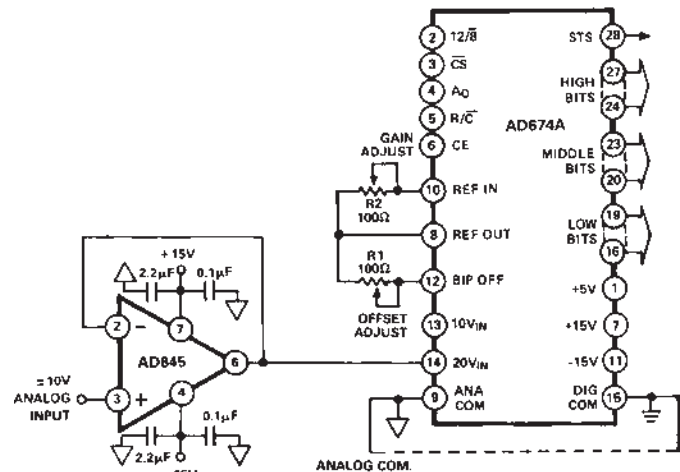 2 12/8̅ STS 28
3 C̅S̅ 27
4 A₀ HIGH BITS
24
5 R/C̅ AD674A
GAIN ADJUST
6 CE 23
MIDDLE BITS
10 REF IN 20
R2
100Ω
8 REF OUT 19
LOW BITS
R1
100Ω
16
12 BIP OFF
+5V 1
OFFSET ADJUST
13 10VIN +15V 7
14 20VIN -15V 11
9 ANA COM DIG COM 15
+15V
2.2μF 0.1μF
2 − 7
AD845 6
±10V
ANALOG INPUT
3 + 4
0.1μF
2.2μF
ANALOG COM.